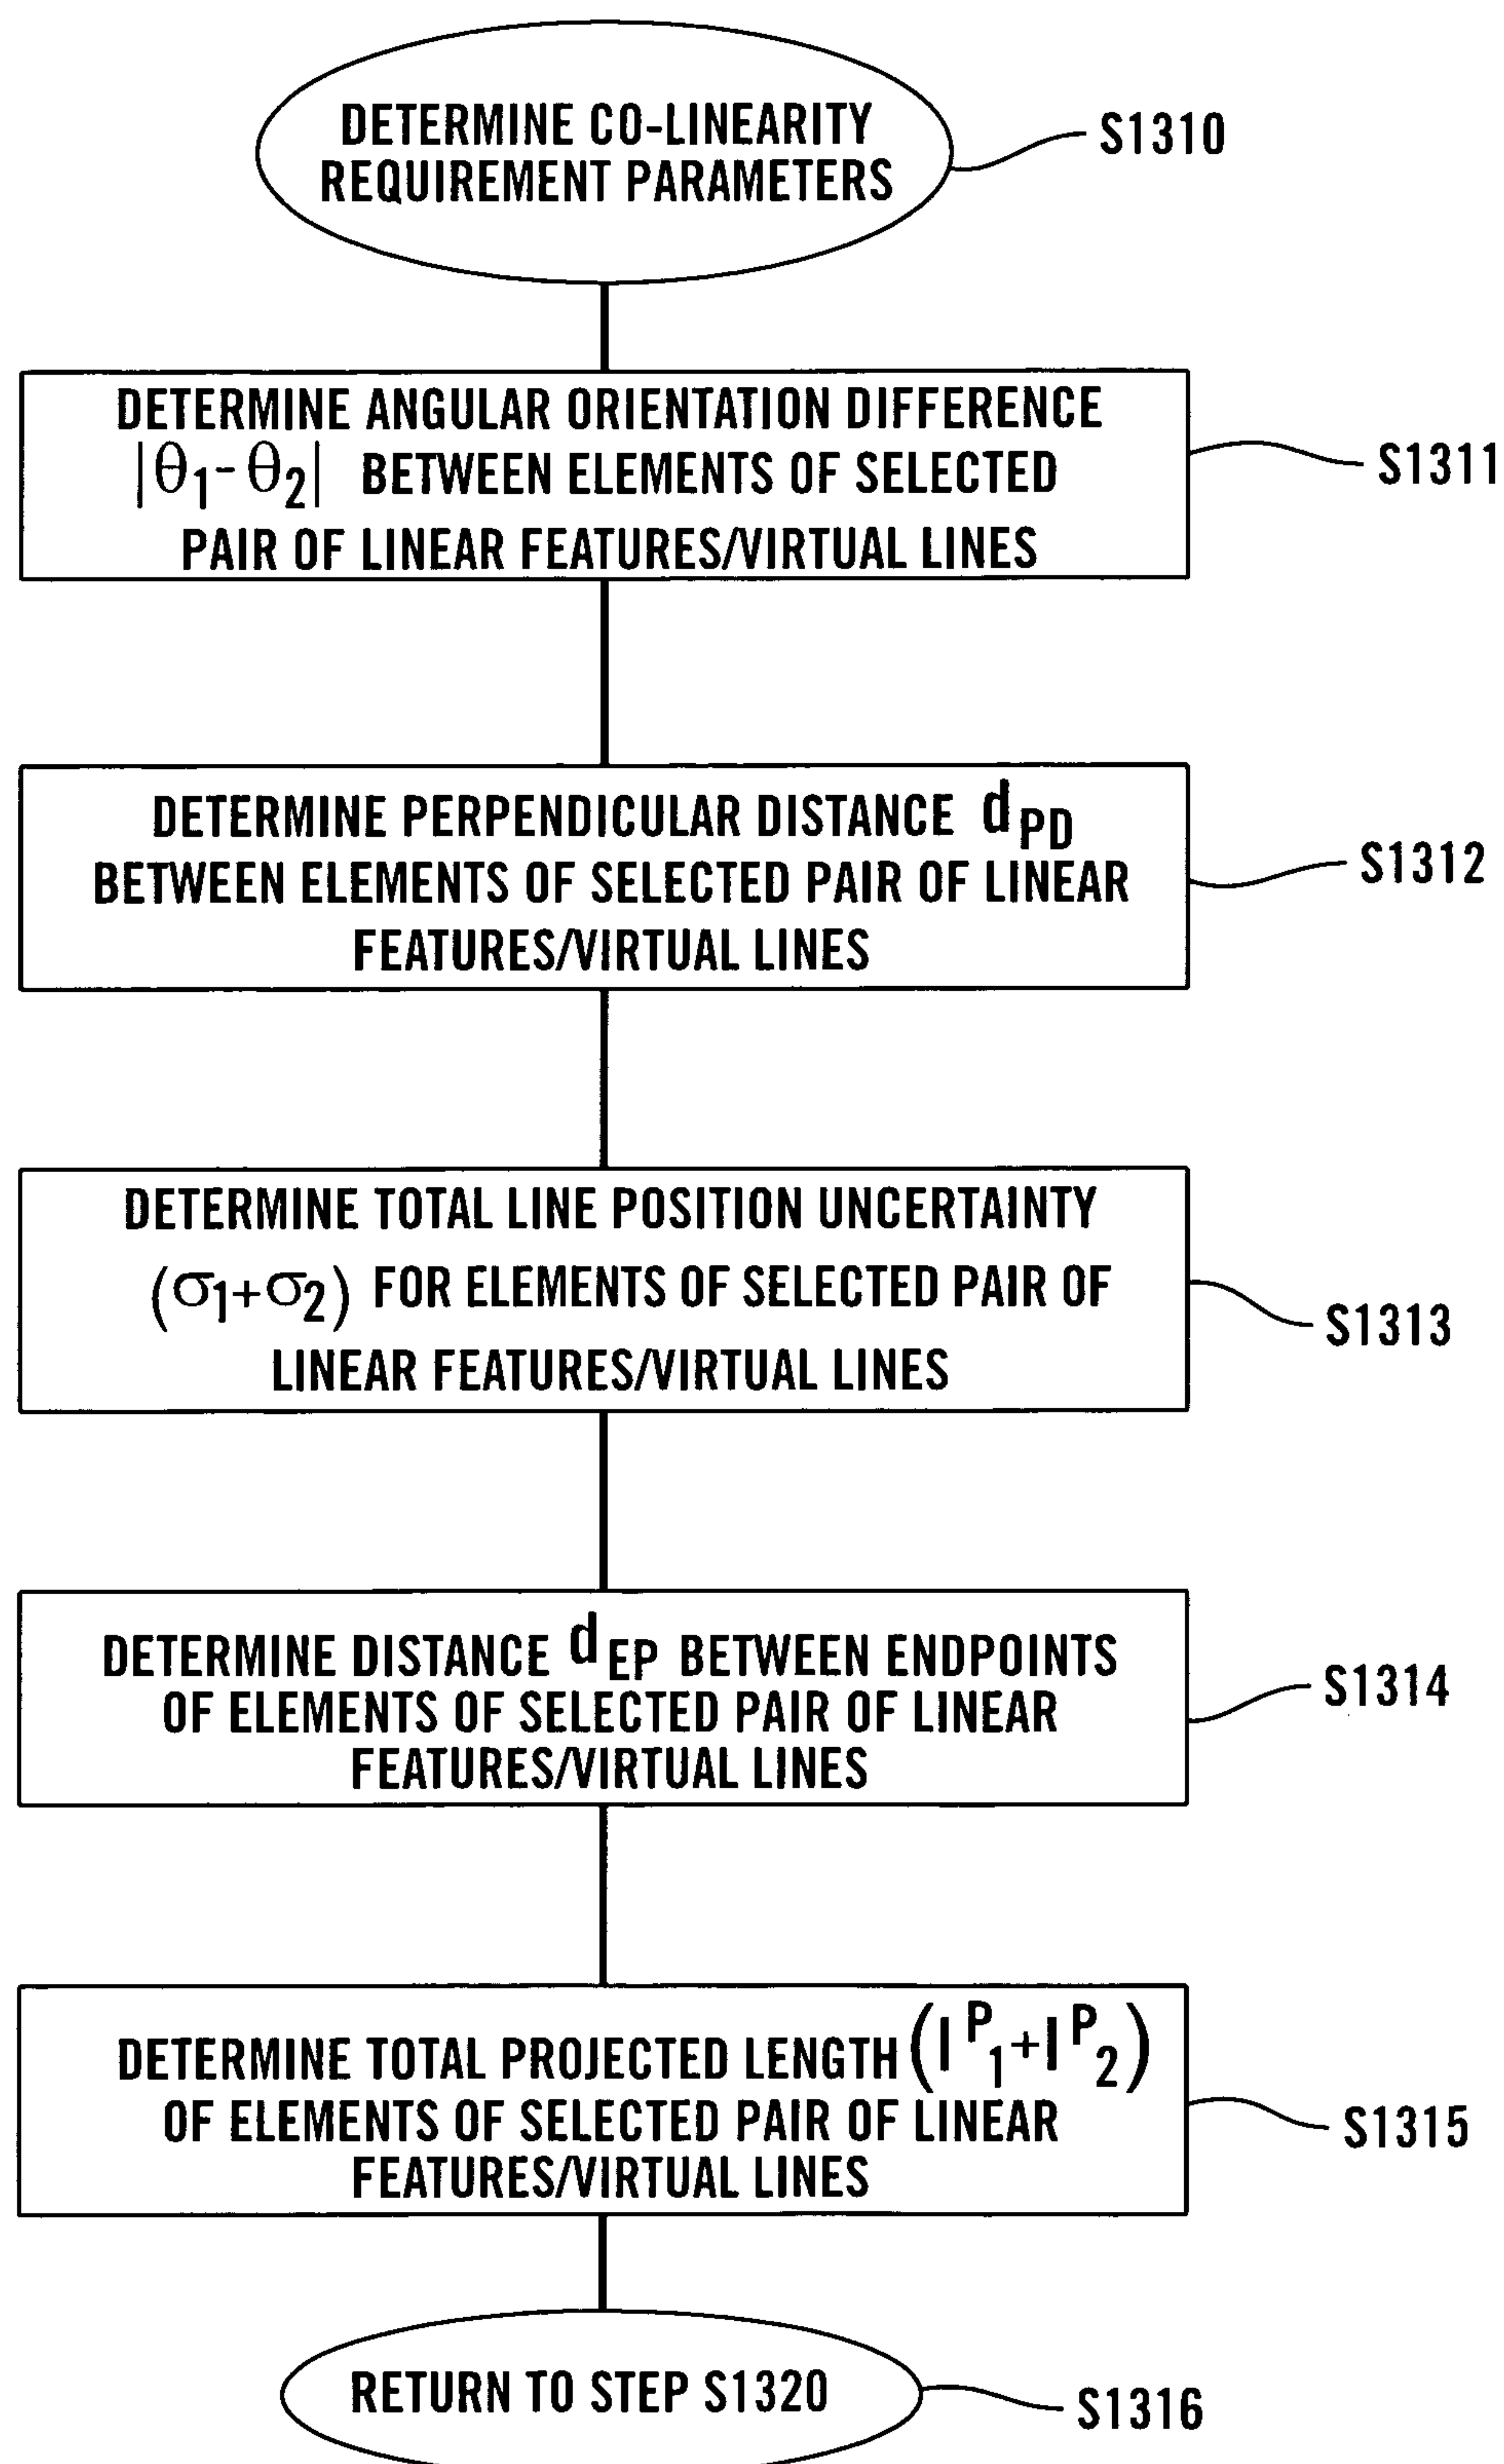 DETERMINE CO-LINEARITY
REQUIREMENT PARAMETERS
S1310
DETERMINE ANGULAR ORIENTATION DIFFERENCE
|θ1-θ2| BETWEEN ELEMENTS OF SELECTED
PAIR OF LINEAR FEATURES/VIRTUAL LINES
S1311
DETERMINE PERPENDICULAR DISTANCE dPD
BETWEEN ELEMENTS OF SELECTED PAIR OF LINEAR
FEATURES/VIRTUAL LINES
S1312
DETERMINE TOTAL LINE POSITION UNCERTAINTY
(σ1+σ2) FOR ELEMENTS OF SELECTED PAIR OF
LINEAR FEATURES/VIRTUAL LINES
S1313
DETERMINE DISTANCE dEP BETWEEN ENDPOINTS
OF ELEMENTS OF SELECTED PAIR OF LINEAR
FEATURES/VIRTUAL LINES
S1314
DETERMINE TOTAL PROJECTED LENGTH (lP1+lP2)
OF ELEMENTS OF SELECTED PAIR OF LINEAR
FEATURES/VIRTUAL LINES
S1315
RETURN TO STEP S1320
S1316